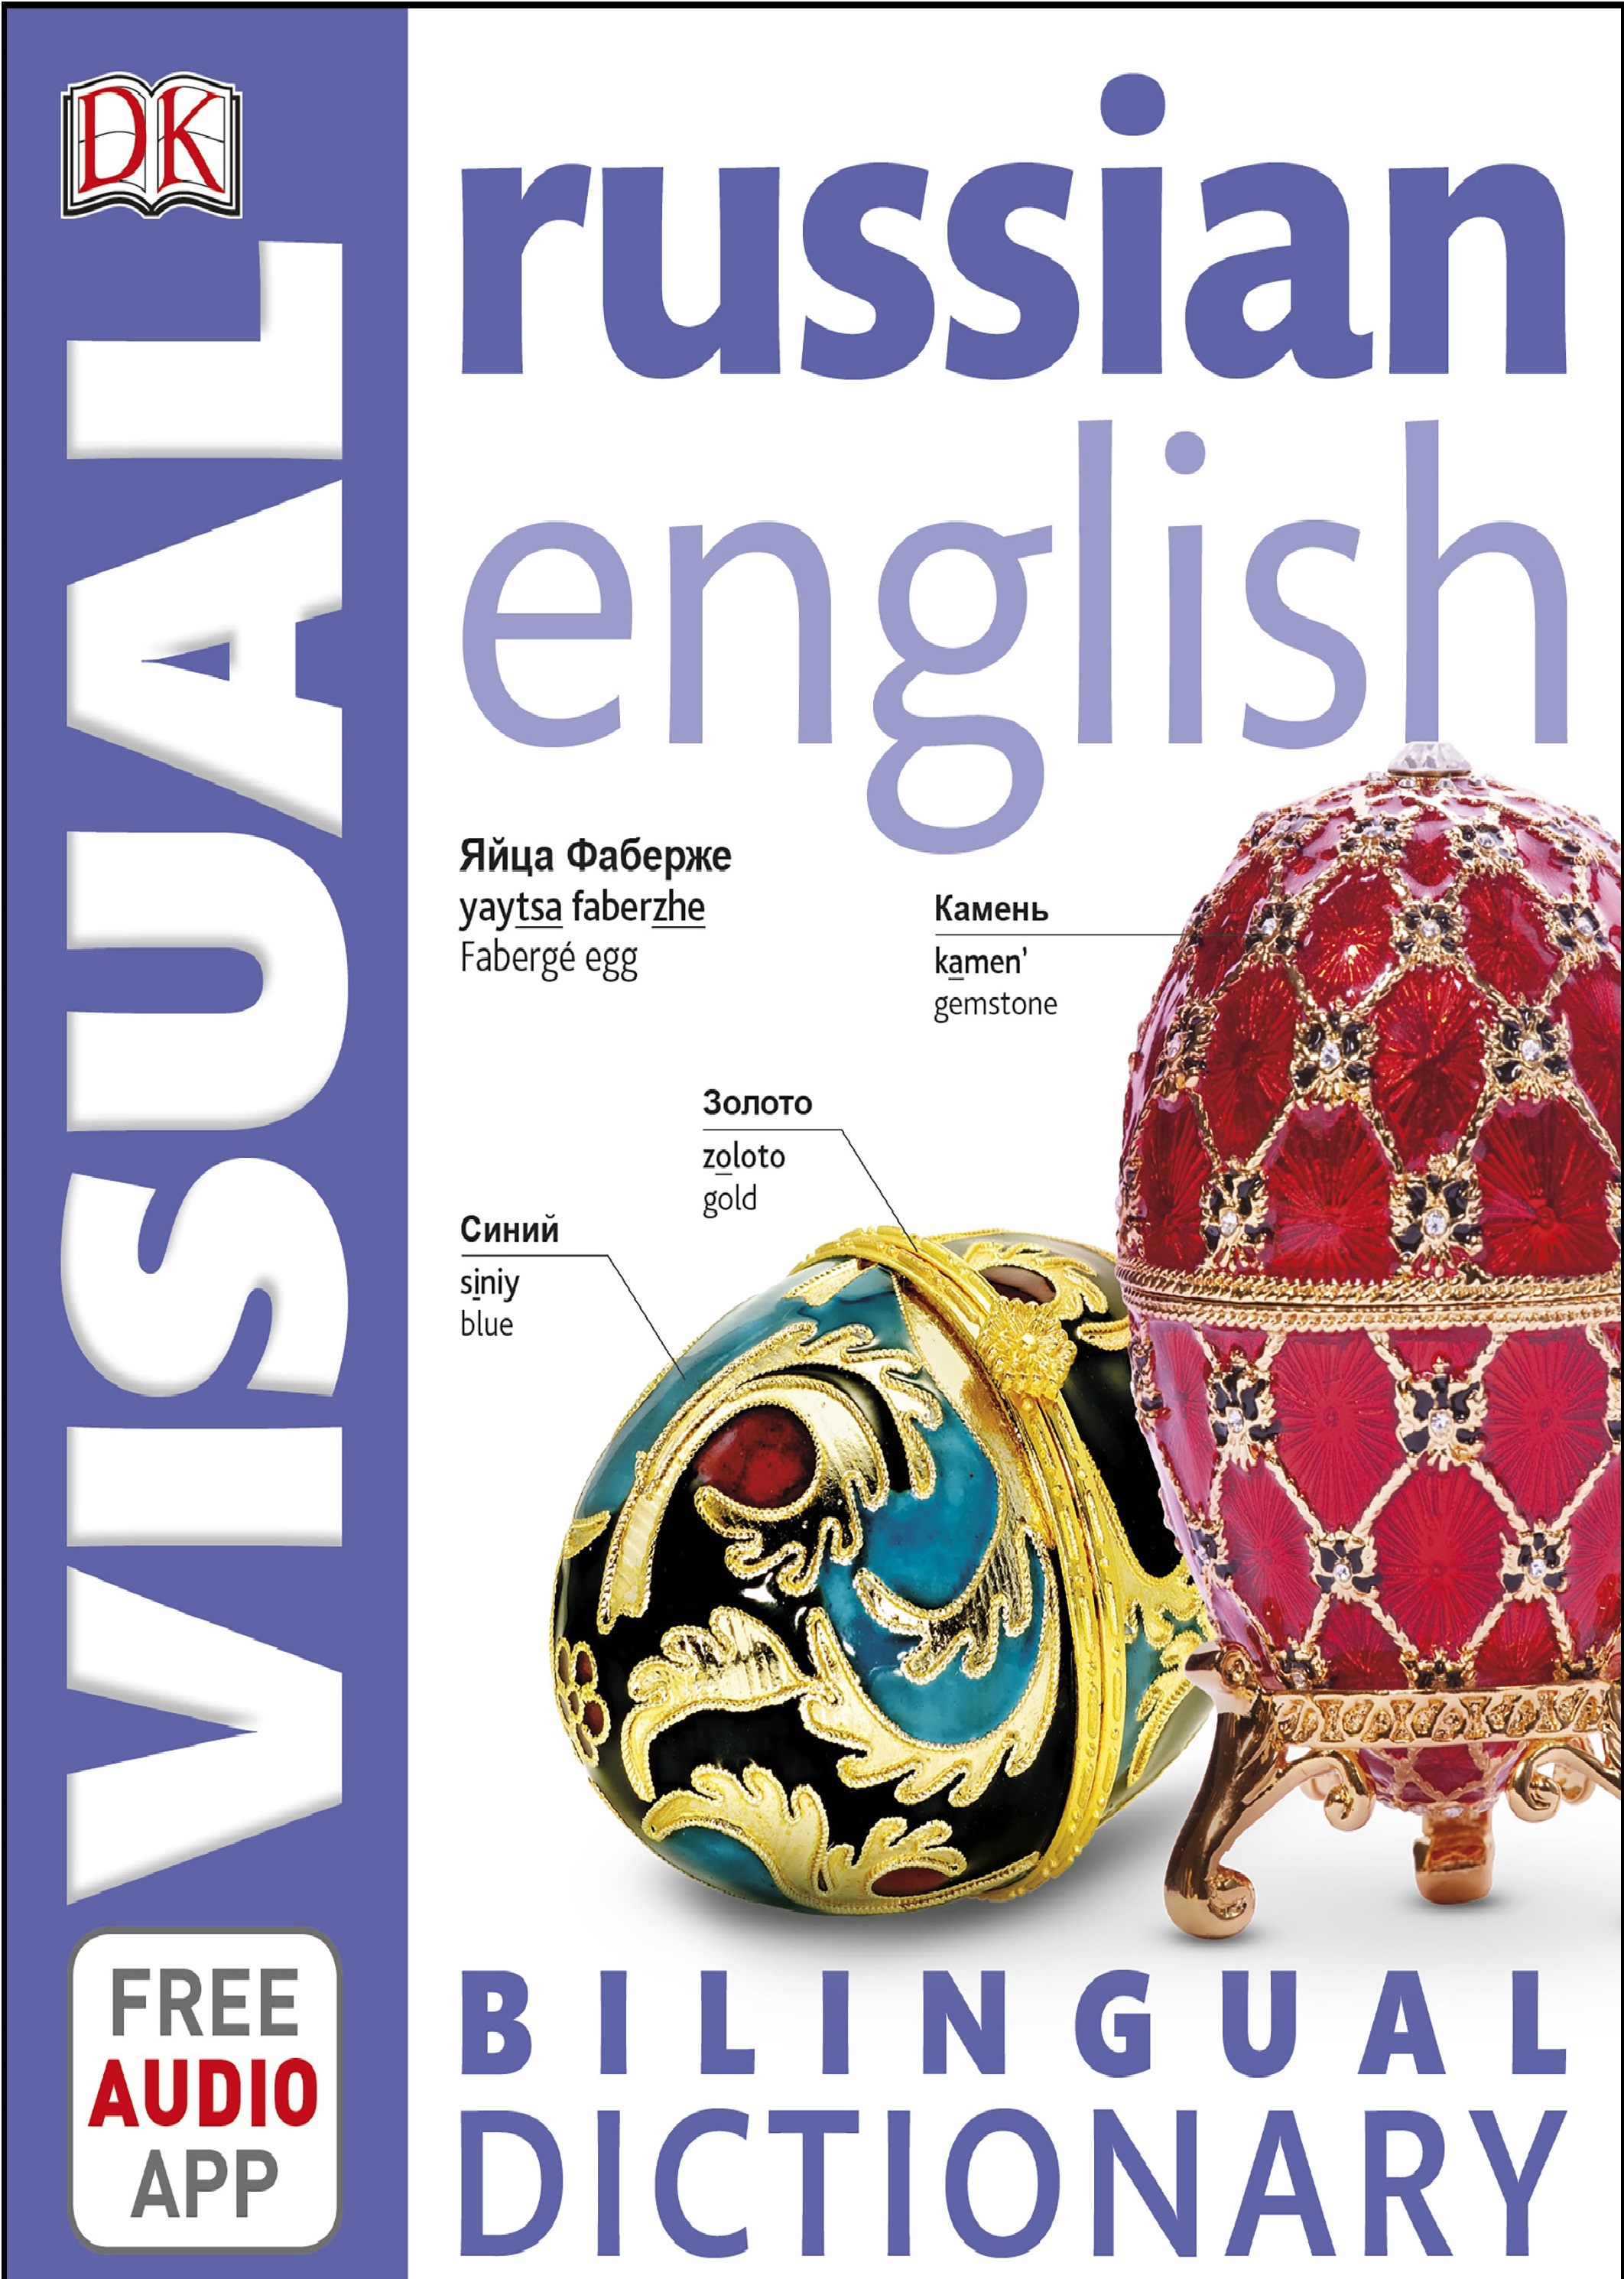 DK
VISUAL
russian
english
Яйца Фаберже
yaytsa faberzhe
Fabergé egg
Камень
kamen’
gemstone
Золото
zoloto
gold
Синий
siniy
blue
FREE
AUDIO
APP
BILINGUAL
DICTIONARY